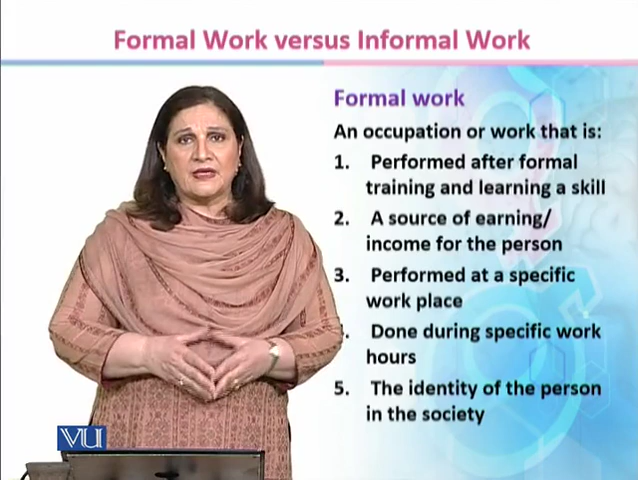 Formal Work versus Informal Work
Formal work
An occupation or work that is:
1. Performed after formal
training and learning a skill
2. A source of earning/
income for the person
3. Performed at a specific
work place
. Done during specific work
hours
5. The identity of the person
in the society
VU